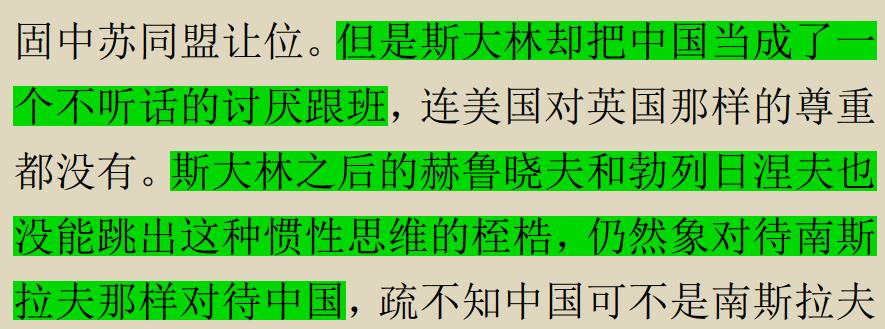 固中苏同盟让位。但是斯大林却把中国当成了一
个不听话的讨厌跟班，连美国对英国那样的尊重
都没有。斯大林之后的赫鲁晓夫和勃列日涅夫也
没能跳出这种惯性思维的桎梏，仍然象对待南斯
拉夫那样对待中国，疏不知中国可不是南斯拉夫